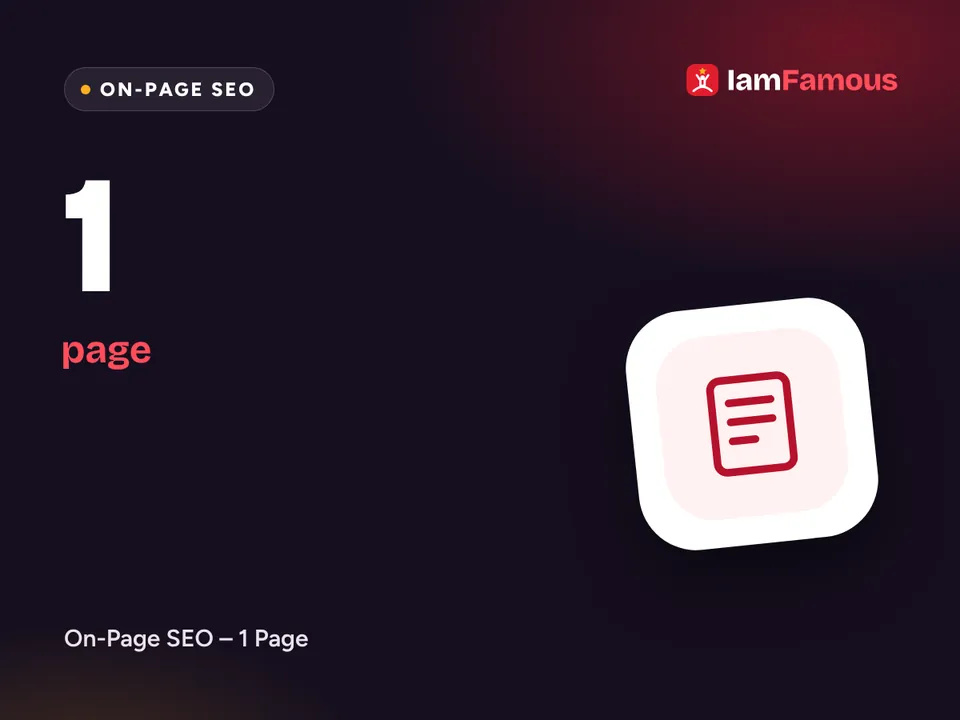 ON-PAGE SEO
IamFamous
1
page
On-Page SEO – 1 Page